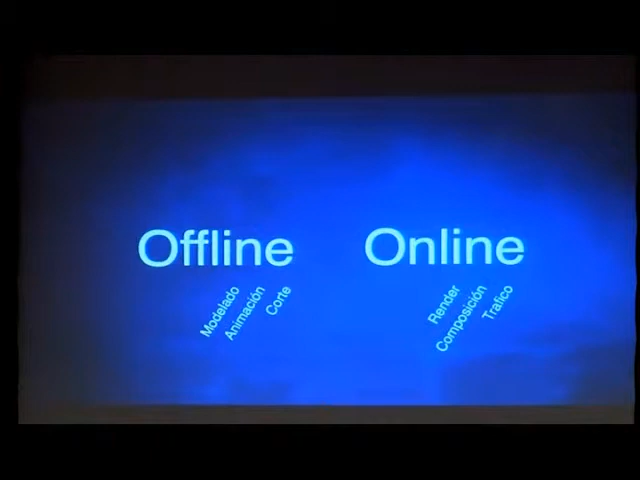 Offline
Online
Modelado
Animación
Corte
Render
Composición
Trafico